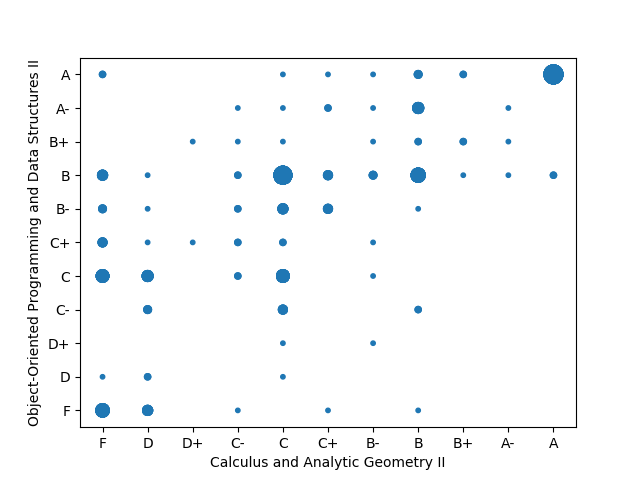 Object-Oriented Programming and Data Structures II
A
A-
B+
B
B-
C+
C
C-
D+
D
F
F D D+ C- C C+ B- B B+ A- A
Calculus and Analytic Geometry II